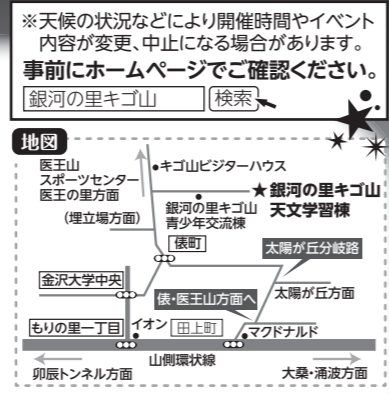 ※天候の状況などにより開催時間やイベント
内容が変更、中止になる場合があります。
事前にホームページでご確認ください。
銀河の里キゴ山 検索
地図
医王山
スポーツセンター
医王の里方面
(埋立場方面)
キゴ山ビジターハウス
★銀河の里キゴ山
天文学習棟
銀河の里キゴ山
青少年交流棟
俵町
太陽が丘分岐路
金沢大学中央
太陽が丘方面
俵・医王山方面へ
もりの里一丁目
イオン
田上町
マクドナルド
山側環状線
卯辰トンネル方面
大桑・涌波方面